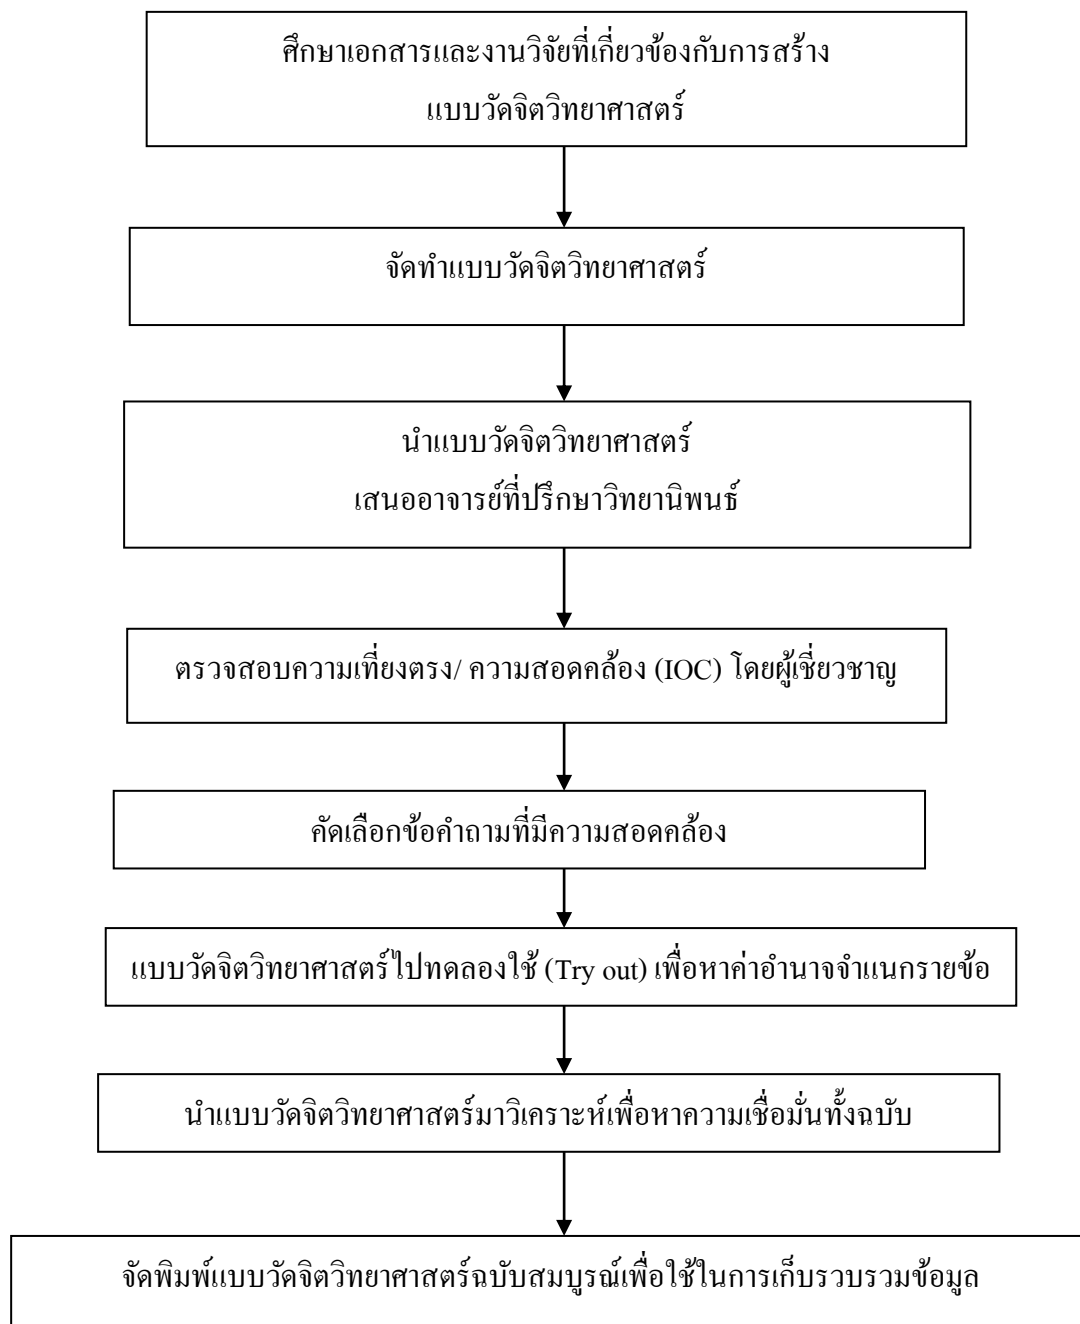 ศึกษาเอกสารและงานวิจัยที่เกี่ยวข้องกับการสร้าง
แบบวัดจิตวิทยาศาสตร์
จัดทำแบบวัดจิตวิทยาศาสตร์
นำแบบวัดจิตวิทยาศาสตร์
เสนออาจารย์ที่ปรึกษาวิทยานิพนธ์
ตรวจสอบความเที่ยงตรง/ ความสอดคล้อง (IOC) โดยผู้เชี่ยวชาญ
คัดเลือกข้อคำถามที่มีความสอดคล้อง
แบบวัดจิตวิทยาศาสตร์ไปทดลองใช้ (Try out) เพื่อหาค่าอำนาจจำแนกรายข้อ
นำแบบวัดจิตวิทยาศาสตร์มาวิเคราะห์เพื่อหาความเชื่อมั่นทั้งฉบับ
จัดพิมพ์แบบวัดจิตวิทยาศาสตร์ฉบับสมบูรณ์เพื่อใช้ในการเก็บรวบรวมข้อมูล